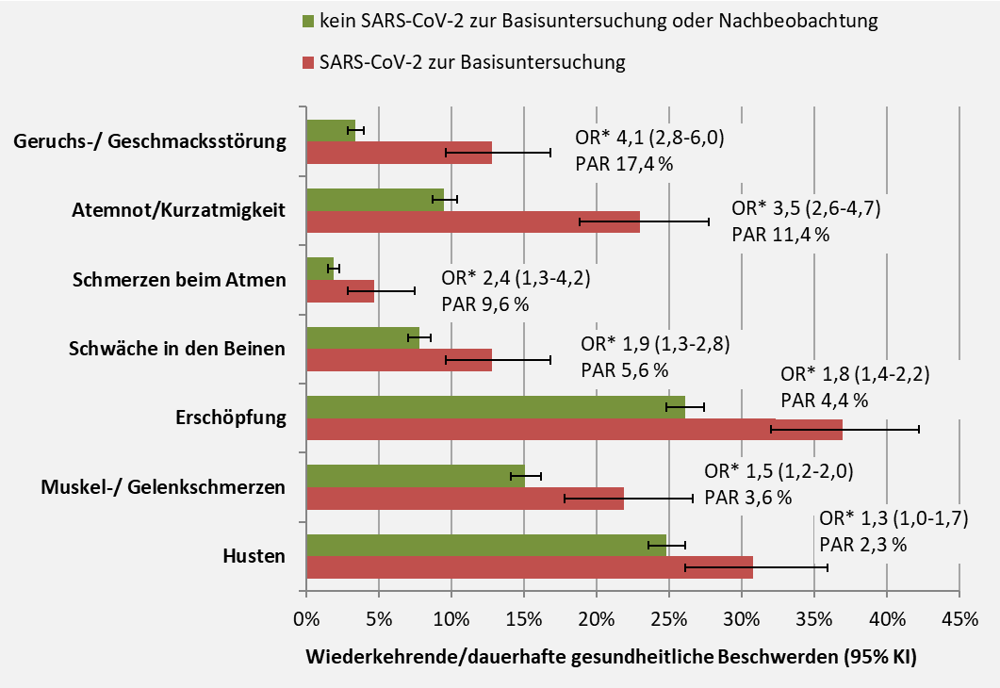 kein SARS-CoV-2 zur Basisuntersuchung oder Nachbeobachtung
SARS-CoV-2 zur Basisuntersuchung
Geruchs-/ Geschmacksstörung
OR* 4,1 (2,8-6,0)
PAR 17,4 %
Atemnot/Kurzatmigkeit
OR* 3,5 (2,6-4,7)
PAR 11,4 %
Schmerzen beim Atmen
OR* 2,4 (1,3-4,2)
PAR 9,6 %
Schwäche in den Beinen
OR* 1,9 (1,3-2,8)
PAR 5,6 %
Erschöpfung
OR* 1,8 (1,4-2,2)
PAR 4,4 %
Muskel-/ Gelenkschmerzen
OR* 1,5 (1,2-2,0)
PAR 3,6 %
Husten
OR* 1,3 (1,0-1,7)
PAR 2,3 %
0% 5% 10% 15% 20% 25% 30% 35% 40% 45%
Wiederkehrende/dauerhafte gesundheitliche Beschwerden (95% KI)